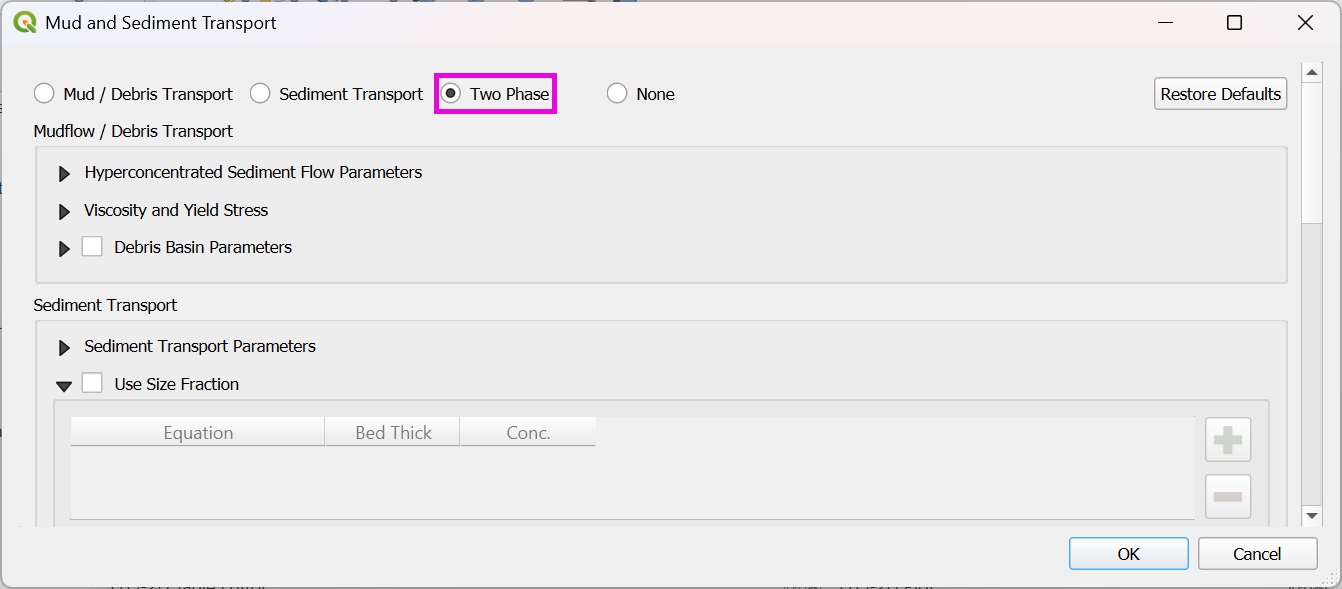 Mud and Sediment Transport
Mud / Debris Transport Sediment Transport Two Phase None Restore Defaults
Mudflow / Debris Transport
Hyperconcentrated Sediment Flow Parameters
Viscosity and Yield Stress
Debris Basin Parameters
Sediment Transport
Sediment Transport Parameters
Use Size Fraction
Equation Bed Thick Conc.
OK Cancel